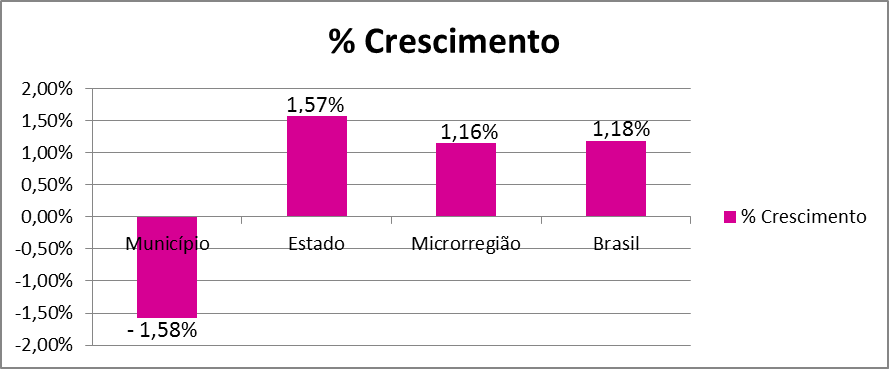 % Crescimento
2,00%
1,50%
1,00%
0,50%
0,00%
-0,50%
-1,00%
-1,50%
-2,00%
1,57%
1,16%
1,18%
- 1,58%
Município
Estado
Microrregião
Brasil
% Crescimento